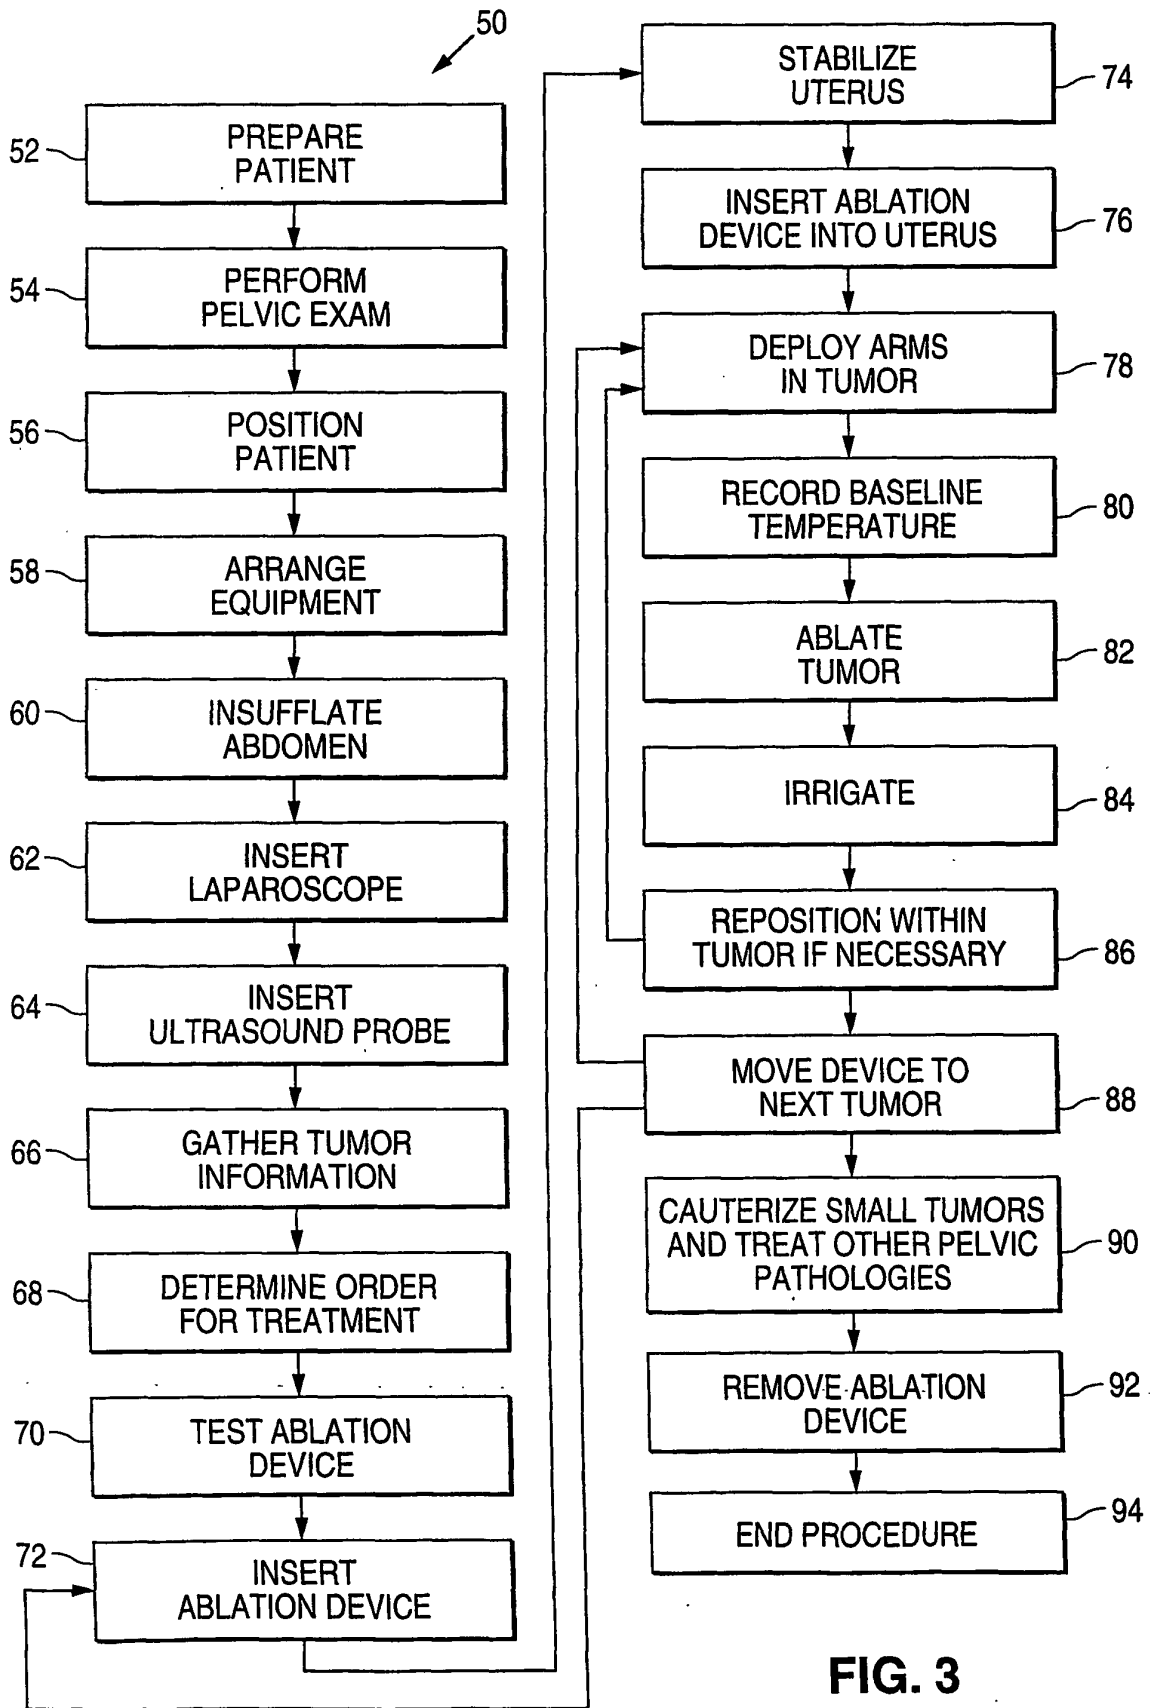 50
52
PREPARE
PATIENT
54
PERFORM
PELVIC EXAM
56
POSITION
PATIENT
58
ARRANGE
EQUIPMENT
60
INSUFFLATE
ABDOMEN
62
INSERT
LAPAROSCOPE
64
INSERT
ULTRASOUND PROBE
66
GATHER TUMOR
INFORMATION
68
DETERMINE ORDER
FOR TREATMENT
70
TEST ABLATION
DEVICE
72
INSERT
ABLATION DEVICE
STABILIZE
UTERUS
74
INSERT ABLATION
DEVICE INTO UTERUS
76
DEPLOY ARMS
IN TUMOR
78
RECORD BASELINE
TEMPERATURE
80
ABLATE
TUMOR
82
IRRIGATE
84
REPOSITION WITHIN
TUMOR IF NECESSARY
86
MOVE DEVICE TO
NEXT TUMOR
88
CAUTERIZE SMALL TUMORS
AND TREAT OTHER PELVIC
PATHOLOGIES
90
REMOVE ABLATION
DEVICE
92
END PROCEDURE
94
FIG. 3